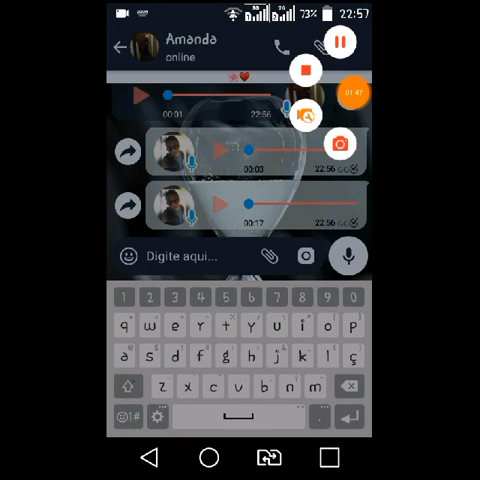 73% 22:57
Amanda
online
01:47
00:01 22:56
00:03 22:56
00:17 22:56
Digite aqui...
1 2 3 4 5 6 7 8 9 0
q w e r t y u i o p
a s d f g h j k l ç
z x c v b n m
1# .